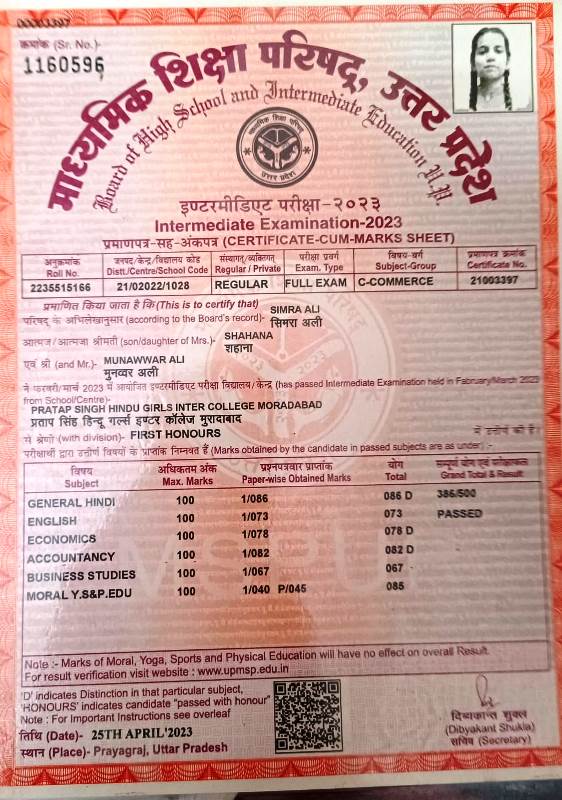 00003397
क्रमांक (Sr. No.)-
1160596
माध्यमिक शिक्षा परिषद्, उत्तर प्रदेश
Board of High School and Intermediate Education U.P.
माध्यमिक शिक्षा परिषद
उत्तर प्रदेश
इण्टरमीडिएट परीक्षा-२०२३
Intermediate Examination-2023
प्रमाणपत्र-सह-अंकपत्र (CERTIFICATE-CUM-MARKS SHEET)
अनुक्रमांक जनपद/केन्द्र/विद्यालय कोड संस्थागत/व्यक्तिगत परीक्षा प्रवर्ग विषय-वर्ग प्रमाणपत्र क्रमांक
Roll No. Distt./Centre/School Code Regular / Private Exam. Type Subject-Group Certificate No.
2235515166 21/02022/1028 REGULAR FULL EXAM C-COMMERCE 21003397
प्रमाणित किया जाता है कि (This is to certify that) SIMRA ALI
परिषद् के अभिलेखानुसार (according to the Board's record)- सिमरा अली
आत्मज/आत्मजा श्रीमती (son/daughter of Mrs.)- SHAHANA
शहाना
एवं श्री (and Mr.)- MUNAWWAR ALI
मुनव्वर अली
ने फरवरी/मार्च 2023 में आयोजित इण्टरमीडिएट परीक्षा विद्यालय/केन्द्र (has passed Intermediate Examination held in Fabruary/March 2023
from School/Centre)-
PRATAP SINGH HINDU GIRLS INTER COLLEGE MORADABAD
प्रताप सिंह हिन्दू गर्ल्स इण्टर कॉलेज मुरादाबाद
से श्रेणी (with division)- FIRST HONOURS में उत्तीर्ण की है।
परीक्षार्थी द्वारा उत्तीर्ण विषयों के प्राप्तांक निम्नवत हैं (Marks obtained by the candidate in passed subjects are as under) :-
विषय अधिकतम अंक प्रश्नपत्रवार प्राप्तांक योग सम्पूर्ण योग एवं परीक्षाफल
Subject Max. Marks Paper-wise Obtained Marks Total Grand Total & Result
GENERAL HINDI 100 1/086 086 D 386/500
ENGLISH 100 1/073 073 PASSED
ECONOMICS 100 1/078 078 D
ACCOUNTANCY 100 1/082 082 D
BUSINESS STUDIES 100 1/067 067
MORAL Y.S&P.EDU 100 1/040 P/045 085
Note :- Marks of Moral, Yoga, Sports and Physical Education will have no effect on overall Result.
For result verification visit website : www.upmsp.edu.in
'D' indicates Distinction in that particular subject,
'HONOURS' indicates candidate "passed with honour"
Note : For Important Instructions see overleaf
तिथि (Date)- 25TH APRIL'2023
स्थान (Place)- Prayagraj, Uttar Pradesh
दिब्यकान्त शुक्ल
(Dibyakant Shukla)
सचिव (Secretary)